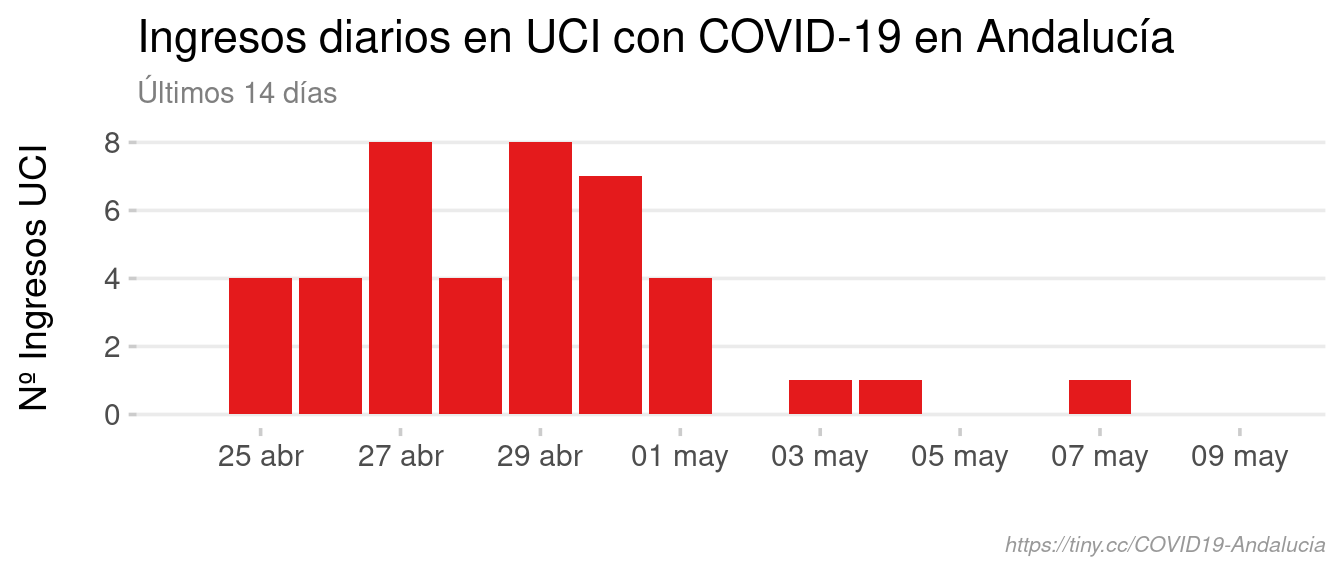 Ingresos diarios en UCI con COVID-19 en Andalucía
Últimos 14 días
Nº Ingresos UCI
8
6
4
2
0
25 abr
27 abr
29 abr
01 may
03 may
05 may
07 may
09 may
https://tiny.cc/COVID19-Andalucia